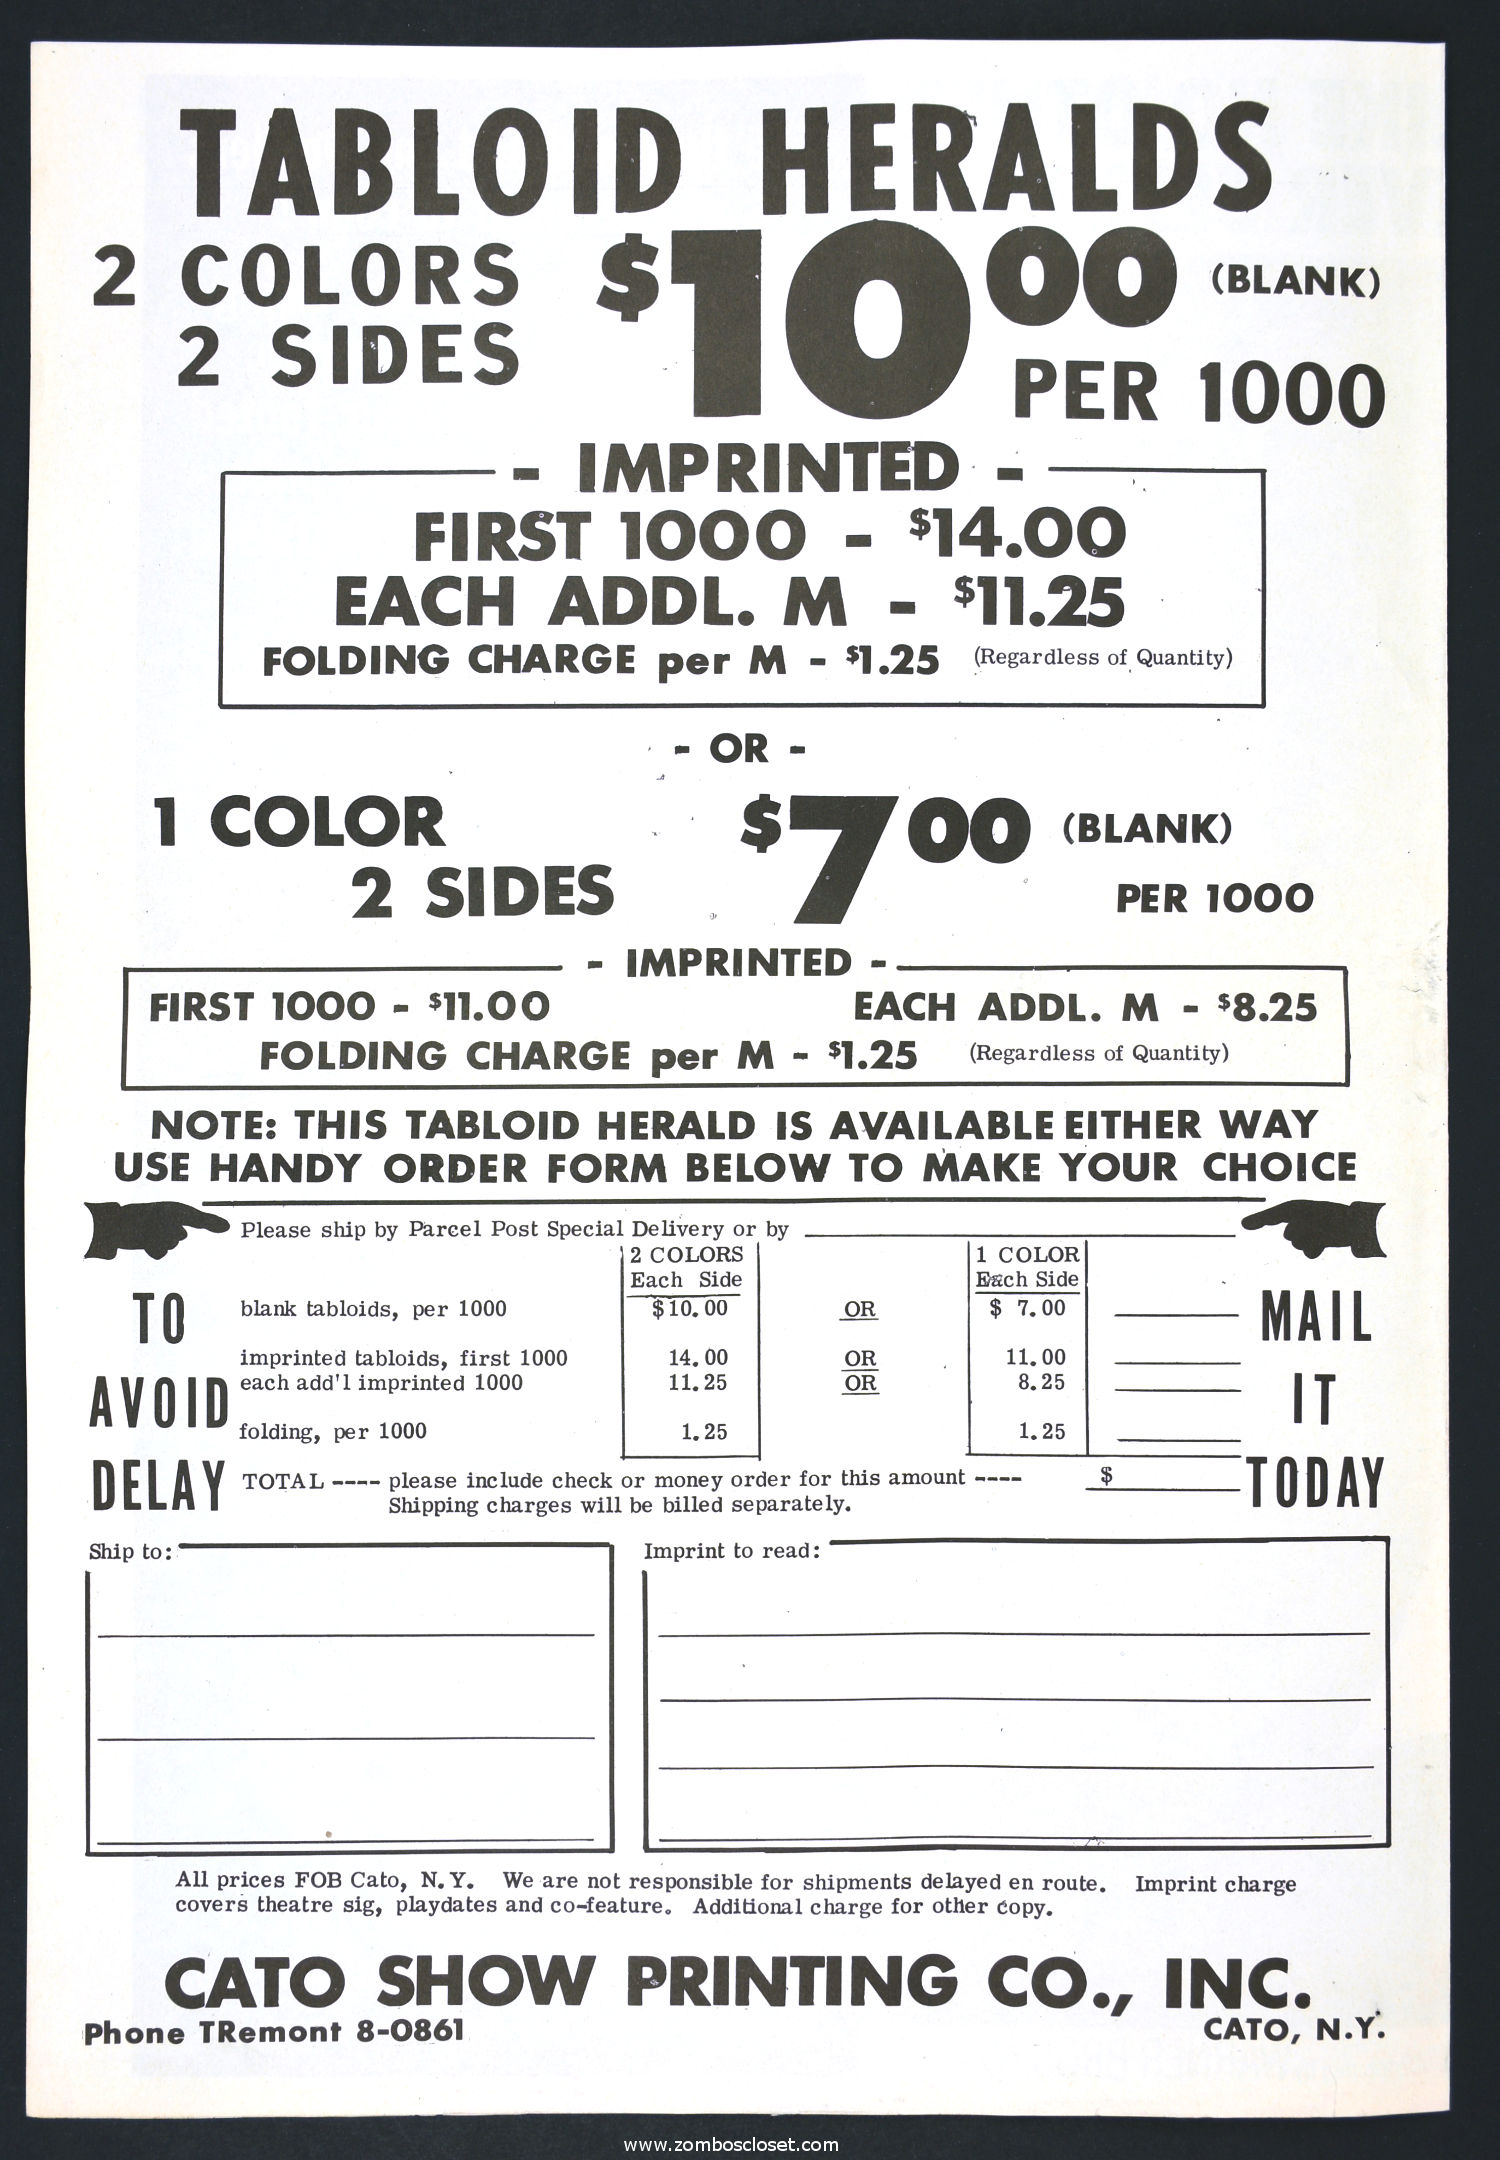 TABLOID HERALDS
2 COLORS
2 SIDES
$10.00 (BLANK)
PER 1000
- IMPRINTED -
FIRST 1000 - $14.00
EACH ADDL. M - $11.25
FOLDING CHARGE per M - $1.25 (Regardless of Quantity)
- OR -
1 COLOR
2 SIDES
$7.00 (BLANK)
PER 1000
- IMPRINTED -
FIRST 1000 - $11.00 EACH ADDL. M - $8.25
FOLDING CHARGE per M - $1.25 (Regardless of Quantity)
NOTE: THIS TABLOID HERALD IS AVAILABLE EITHER WAY
USE HANDY ORDER FORM BELOW TO MAKE YOUR CHOICE
Please ship by Parcel Post Special Delivery or by
2 COLORS 1 COLOR
Each Side Each Side
blank tabloids, per 1000 $10.00 OR $ 7.00
imprinted tabloids, first 1000 14.00 OR 11.00
each add'l imprinted 1000 11.25 OR 8.25
folding, per 1000 1.25 1.25
TOTAL ---- please include check or money order for this amount ---- $
Shipping charges will be billed separately.
TO
AVOID
DELAY
MAIL
IT
TODAY
Ship to: Imprint to read:
All prices FOB Cato, N.Y. We are not responsible for shipments delayed en route. Imprint charge
covers theatre sig, playdates and co-feature. Additional charge for other copy.
CATO SHOW PRINTING CO., INC.
Phone TRemont 8-0861 CATO, N.Y.
www.zomboscloset.com